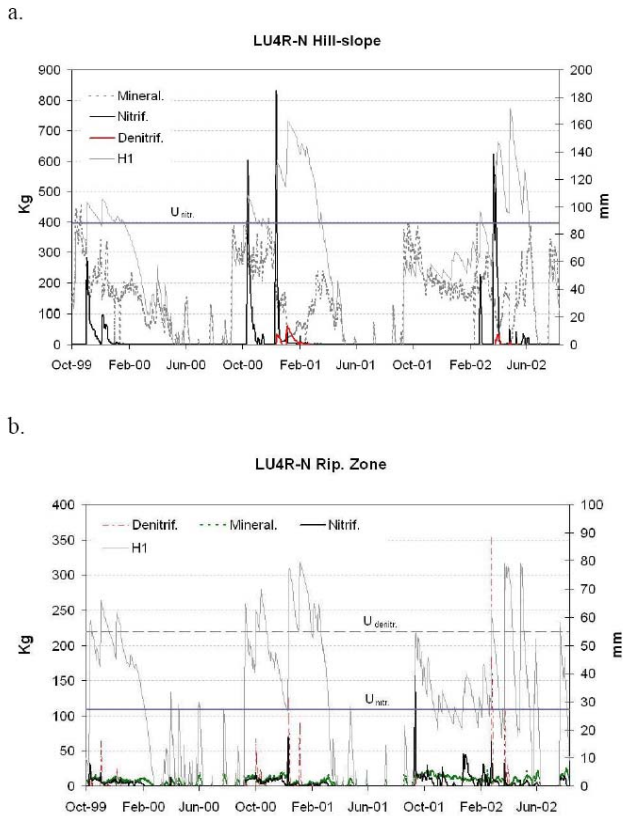 a.
LU4R-N Hill-slope
900
800
700
600
500
400
300
200
100
0
Kg
200
180
160
140
120
100
80
60
40
20
0
mm
Mineral.
Nitrif.
Denitrif.
H1
U nitr.
Oct-99 Feb-00 Jun-00 Oct-00 Feb-01 Jun-01 Oct-01 Feb-02 Jun-02
b.
LU4R-N Rip. Zone
400
350
300
250
200
150
100
50
0
Kg
100
90
80
70
60
50
40
30
20
10
0
mm
Denitrif. Mineral. Nitrif.
H1
U denitr.
U nitr.
Oct-99 Feb-00 Jun-00 Oct-00 Feb-01 Jun-01 Oct-01 Feb-02 Jun-02